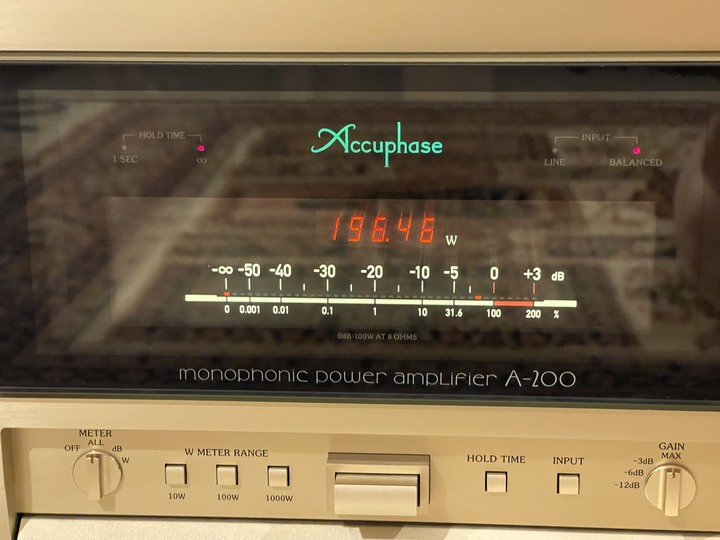 HOLD TIME
1 SEC ∞
Accuphase
INPUT
LINE BALANCED
196.46 W
-∞ -50 -40 -30 -20 -10 -5 0 +3 dB
0 0.001 0.01 0.1 1 10 31.6 100 200 %
0dB:100W AT 8 OHMS
monophonic power amplifier A-200
METER
OFF ALL dB W
W METER RANGE
10W 100W 1000W
HOLD TIME
INPUT
GAIN
MAX
-3dB
-6dB
-12dB